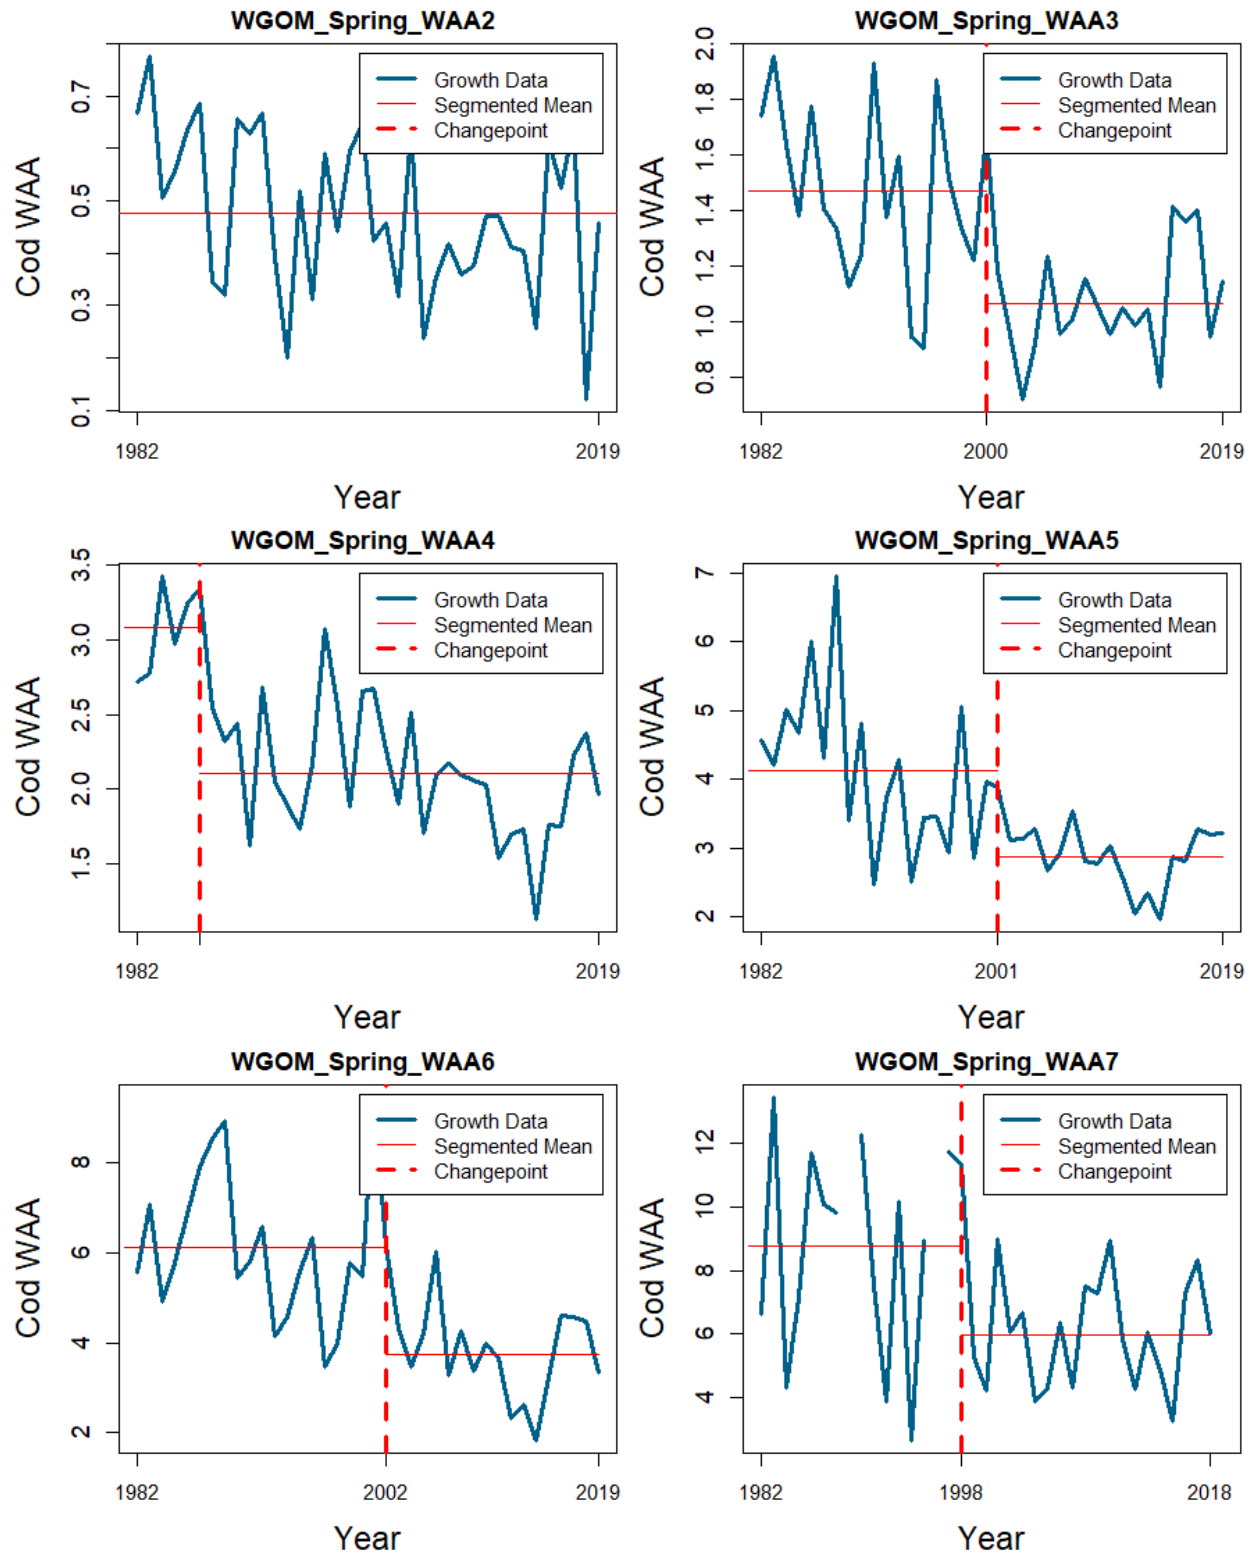 WGOM_Spring_WAA2
Cod WAA
0.7
0.5
0.3
0.1
Growth Data
Segmented Mean
Changepoint
1982
2019
Year
WGOM_Spring_WAA3
Cod WAA
2.0
1.8
1.6
1.4
1.2
1.0
0.8
Growth Data
Segmented Mean
Changepoint
1982
2000
2019
Year
WGOM_Spring_WAA4
Cod WAA
3.5
3.0
2.5
2.0
1.5
Growth Data
Segmented Mean
Changepoint
1982
2019
Year
WGOM_Spring_WAA5
Cod WAA
7
6
5
4
3
2
Growth Data
Segmented Mean
Changepoint
1982
2001
2019
Year
WGOM_Spring_WAA6
Cod WAA
8
6
4
2
Growth Data
Segmented Mean
Changepoint
1982
2002
2019
Year
WGOM_Spring_WAA7
Cod WAA
12
10
8
6
4
Growth Data
Segmented Mean
Changepoint
1982
1998
2018
Year